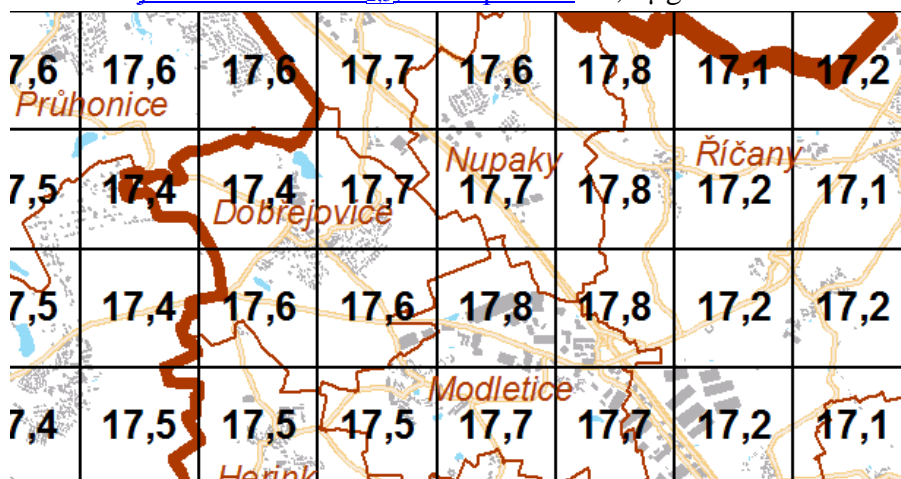 7,6 17,6 17,6 17,7 17,6 17,8 17,1 17,2
Průhonice
Nupaky Říčany
7,5 17,4 17,4 17,7 17,7 17,8 17,2 17,1
Dobřejovice
7,5 17,4 17,6 17,6 17,8 17,8 17,2 17,2
Modletice
7,4 17,5 17,5 17,5 17,7 17,7 17,2 17,1
Herink